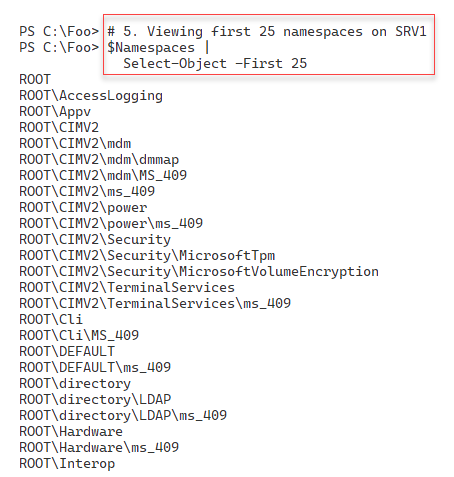 PS C:\Foo> # 5. Viewing first 25 namespaces on SRV1
PS C:\Foo> $Namespaces |
Select-Object -First 25
ROOT
ROOT\AccessLogging
ROOT\Appv
ROOT\CIMV2
ROOT\CIMV2\mdm
ROOT\CIMV2\mdm\dmmap
ROOT\CIMV2\mdm\MS_409
ROOT\CIMV2\ms_409
ROOT\CIMV2\power
ROOT\CIMV2\power\ms_409
ROOT\CIMV2\Security
ROOT\CIMV2\Security\MicrosoftTpm
ROOT\CIMV2\Security\MicrosoftVolumeEncryption
ROOT\CIMV2\TerminalServices
ROOT\CIMV2\TerminalServices\ms_409
ROOT\Cli
ROOT\Cli\MS_409
ROOT\DEFAULT
ROOT\DEFAULT\ms_409
ROOT\directory
ROOT\directory\LDAP
ROOT\directory\LDAP\ms_409
ROOT\Hardware
ROOT\Hardware\ms_409
ROOT\Interop